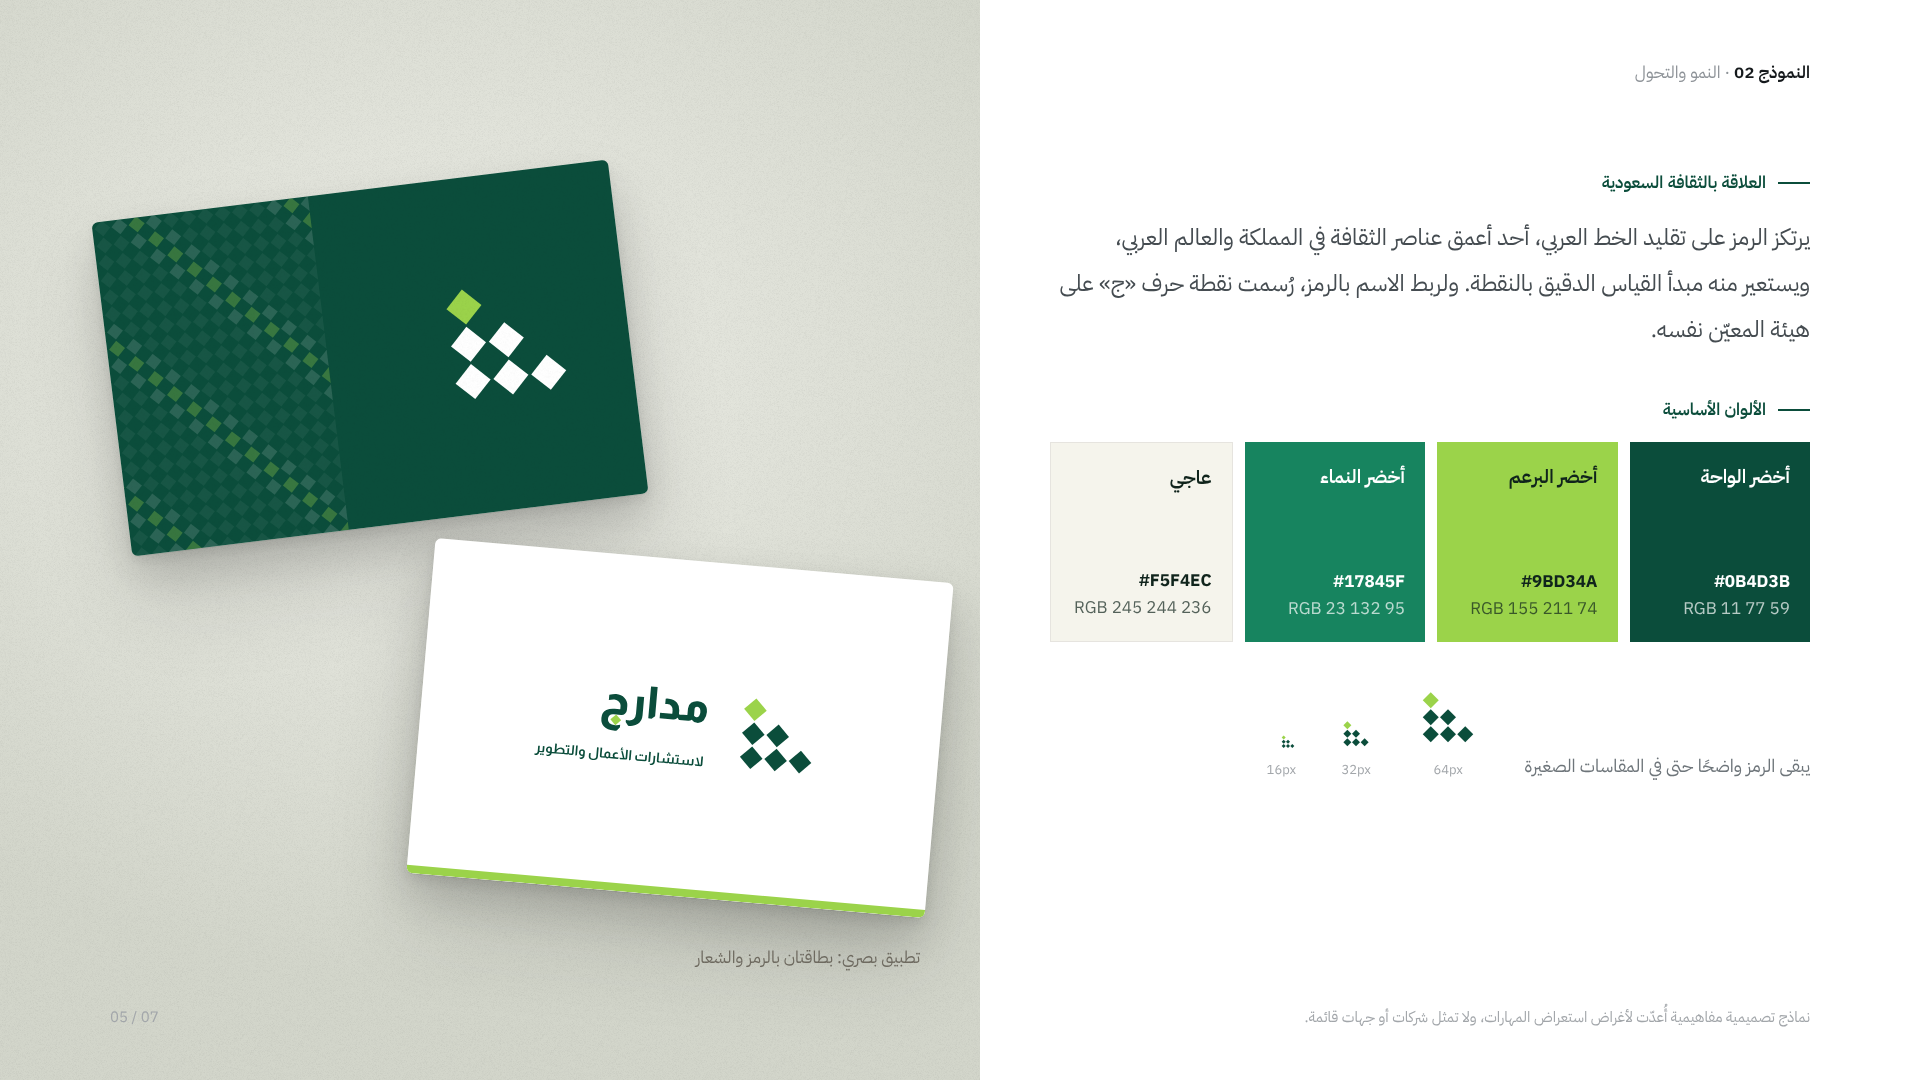 النموذج 02 · النمو والتحول
العلاقة بالثقافة السعودية
يرتكز الرمز على تقليد الخط العربي، أحد أعمق عناصر الثقافة في المملكة والعالم العربي،
ويستعير منه مبدأ القياس الدقيق بالنقطة. ولربط الاسم بالرمز، رُسمت نقطة حرف «ج» على
هيئة المعيّن نفسه.
الألوان الأساسية
أخضر الواحة
#0B4D3B
RGB 11 77 59
أخضر البرعم
#9BD34A
RGB 155 211 74
أخضر النماء
#17845F
RGB 23 132 95
عاجي
#F5F4EC
RGB 245 244 236
يبقى الرمز واضحًا حتى في المقاسات الصغيرة
64px
32px
16px
مدارج
لاستشارات الأعمال والتطوير
تطبيق بصري: بطاقتان بالرمز والشعار
نماذج تصميمية مفاهيمية أُعدّت لأغراض استعراض المهارات، ولا تمثل شركات أو جهات قائمة.
05 / 07